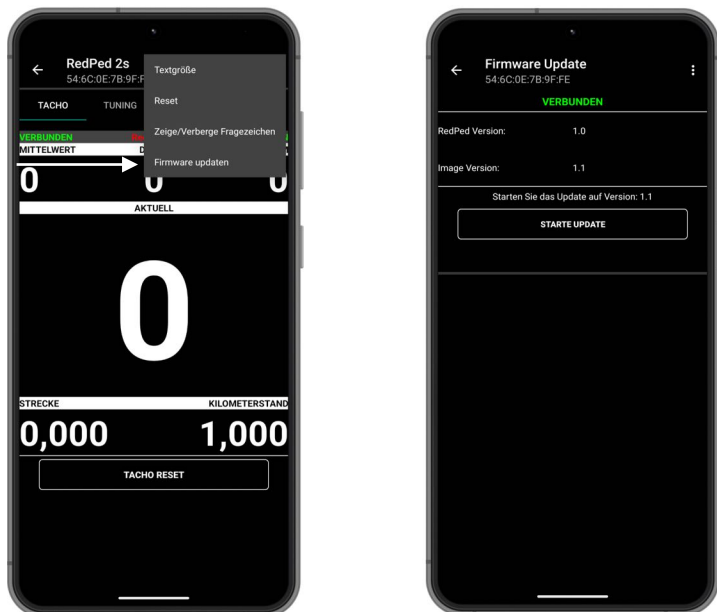 RedPed 2s
54:6C:0E:7B:9F:F
Textgröße
Reset
Zeige/Verberge Fragezeichen
Firmware updaten
TACHO
TUNING
VERBUNDEN
MITTELWERT
0
0
0
AKTUELL
0
STRECKE
KILOMETERSTAND
0,000
1,000
TACHO RESET
Firmware Update
54:6C:0E:7B:9F:FE
VERBUNDEN
RedPed Version: 1.0
Image Version: 1.1
Starten Sie das Update auf Version: 1.1
STARTE UPDATE